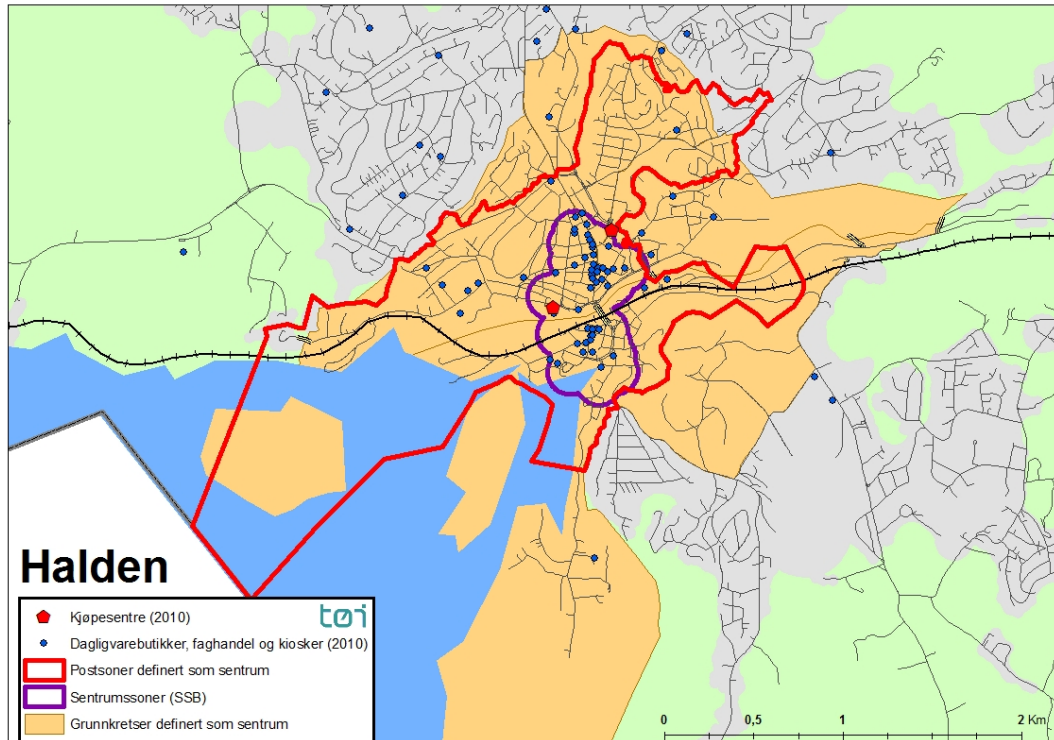 Halden
tøi
Kjøpesentre (2010)
Dagligvarebutikker, faghandel og kiosker (2010)
Postsoner definert som sentrum
Sentrumssoner (SSB)
Grunnkretser definert som sentrum
0 0,5 1 2 Km